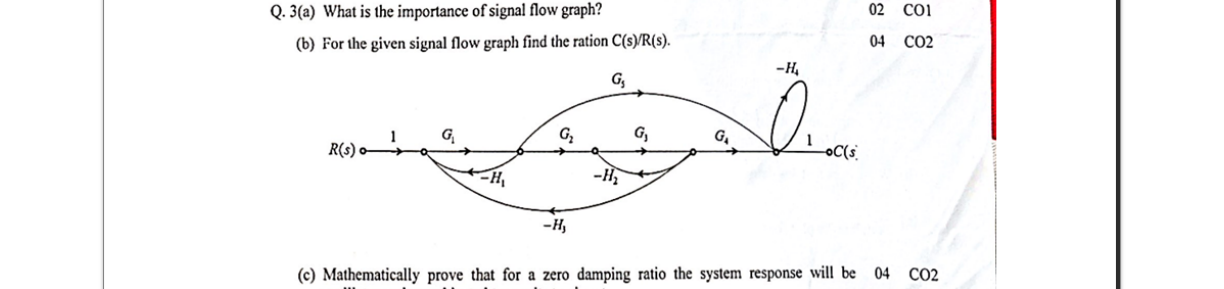 Q. 3(a) What is the importance of signal flow graph? 02 CO1
(b) For the given signal flow graph find the ration C(s)/R(s). 04 CO2
-H₄
G₅
R(s) 1 G₁ G₂ G₃ G₄ 1 C(s
-H₁ -H₂
-H₃
(c) Mathematically prove that for a zero damping ratio the system response will be 04 CO2